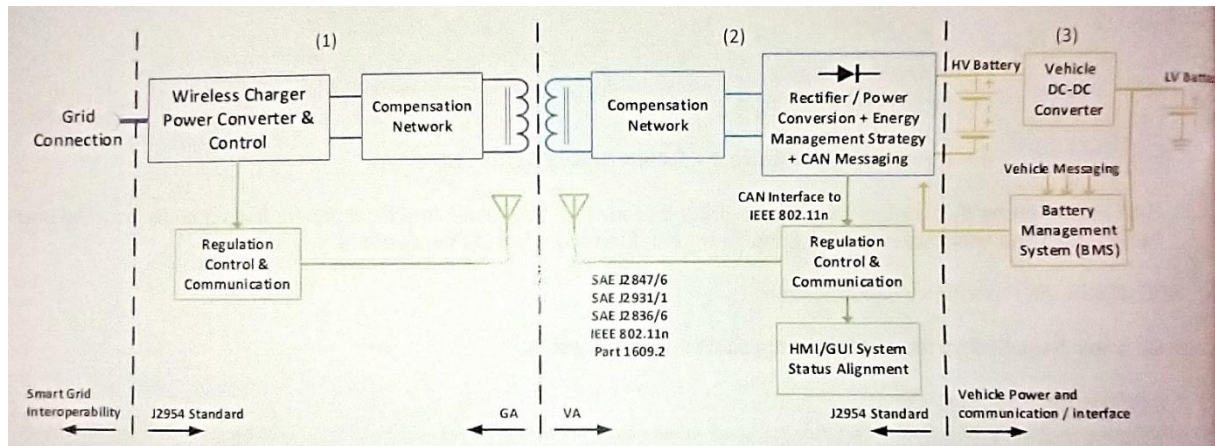 (1)
(2)
(3)
Grid
Connection
Wireless Charger
Power Converter &
Control
Compensation
Network
Compensation
Network
Rectifier / Power
Conversion + Energy
Management Strategy
+ CAN Messaging
HV Battery
Vehicle
DC-DC
Converter
LV
Regulation
Control &
Communication
CAN Interface to
IEEE 802.11n
Regulation
Control &
Communication
Vehicle Messaging
Battery
Management
System (BMS)
SAE J2847/6
SAE J2931/1
SAE J2836/6
IEEE 802.11n
Part 1609.2
HMI/GUI System
Status Alignment
Smart Grid
Interoperability
J2954 Standard
GA
VA
J2954 Standard
Vehicle Power and
communication / interface